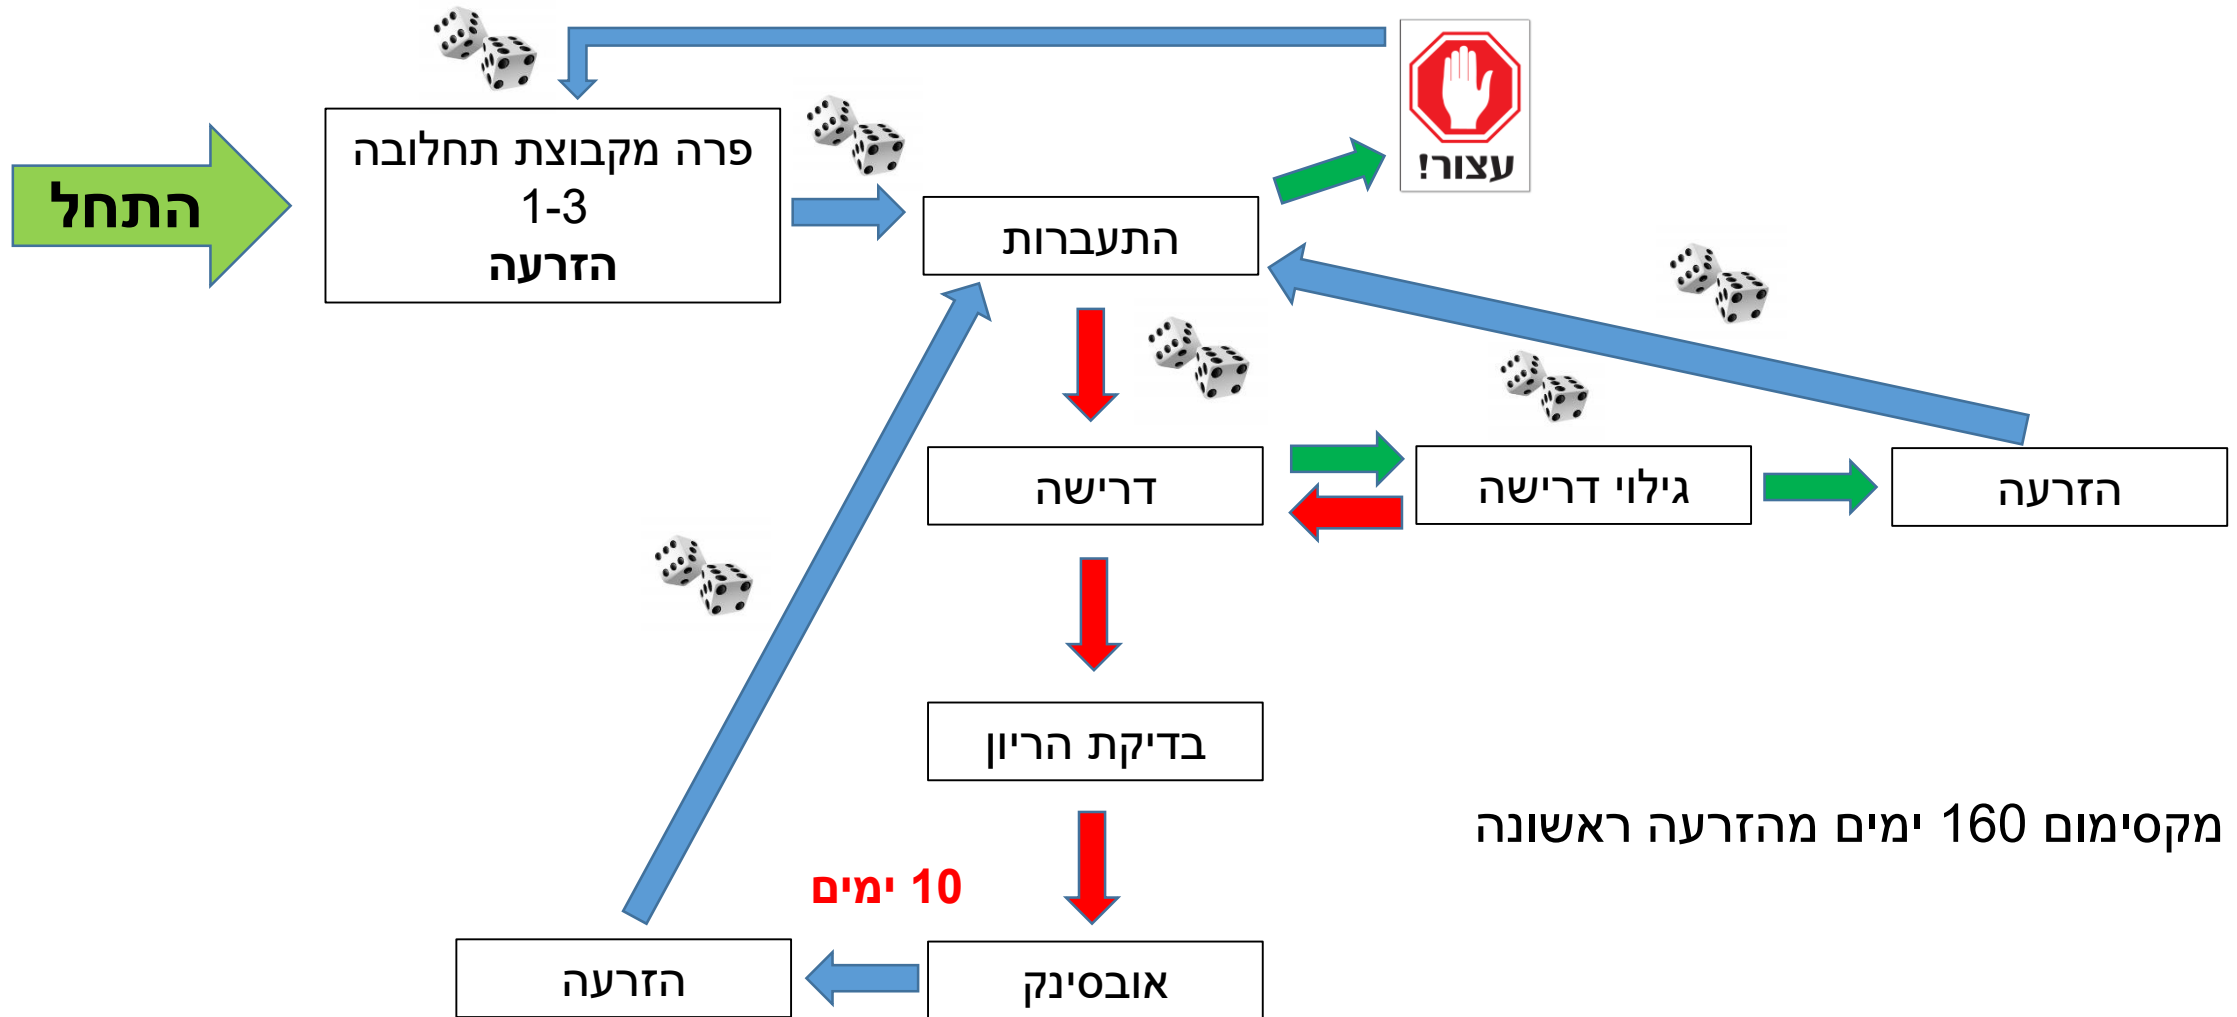 התחל
פרה מקבוצת תחלובה
1-3
הזרעה
עצור!
התעברות
דרישה
גילוי דרישה
הזרעה
בדיקת הריון
מקסימום 160 ימים מהזרעה ראשונה
10 ימים
אובסינק
הזרעה